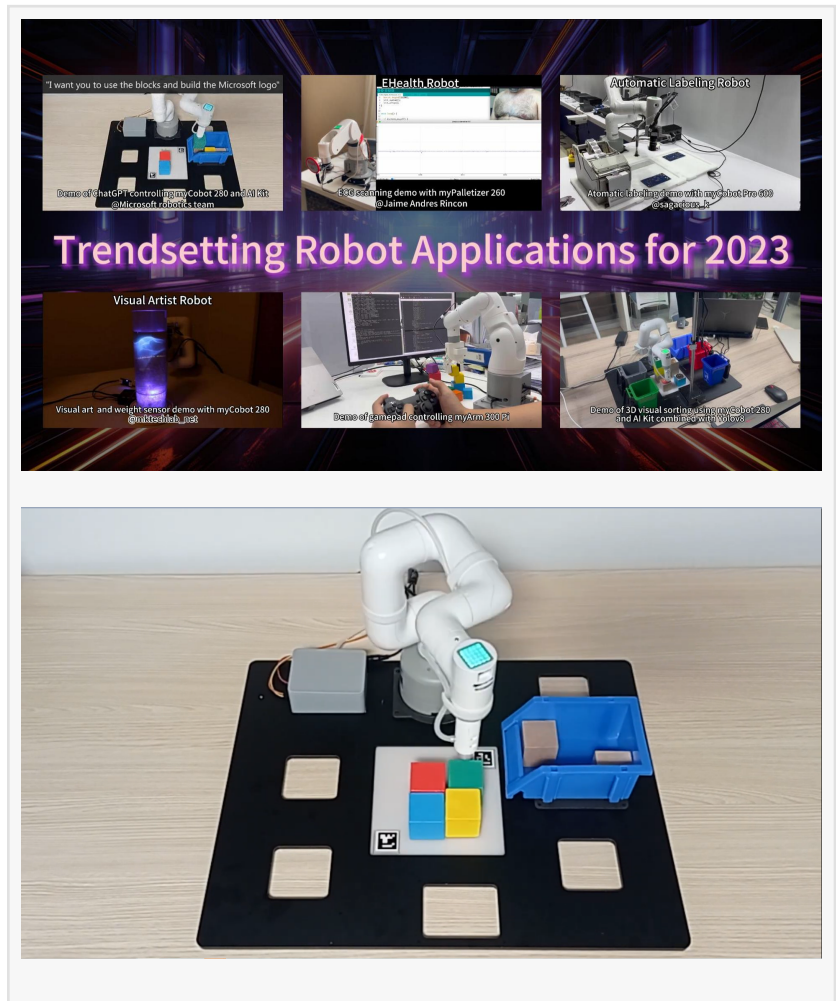 "I want you to use the blocks and build the Microsoft logo"
Demo of ChatGPT controlling myCobot 280 and AI Kit
@Microsoft robotics team
EHealth Robot
ECG scanning demo with myPalletizer 260
@Jaime Andres Rincon
Automatic Labeling Robot
Atomatic labeling demo with myCobot Pro 600
@sagacious_k
Trendsetting Robot Applications for 2023
Visual Artist Robot
Visual art and weight sensor demo with myCobot 280
@mktechlab_net
Demo of gamepad controlling myArm 300 Pi
Demo of 3D visual sorting using myCobot 280
and AI Kit combined with Yolov8